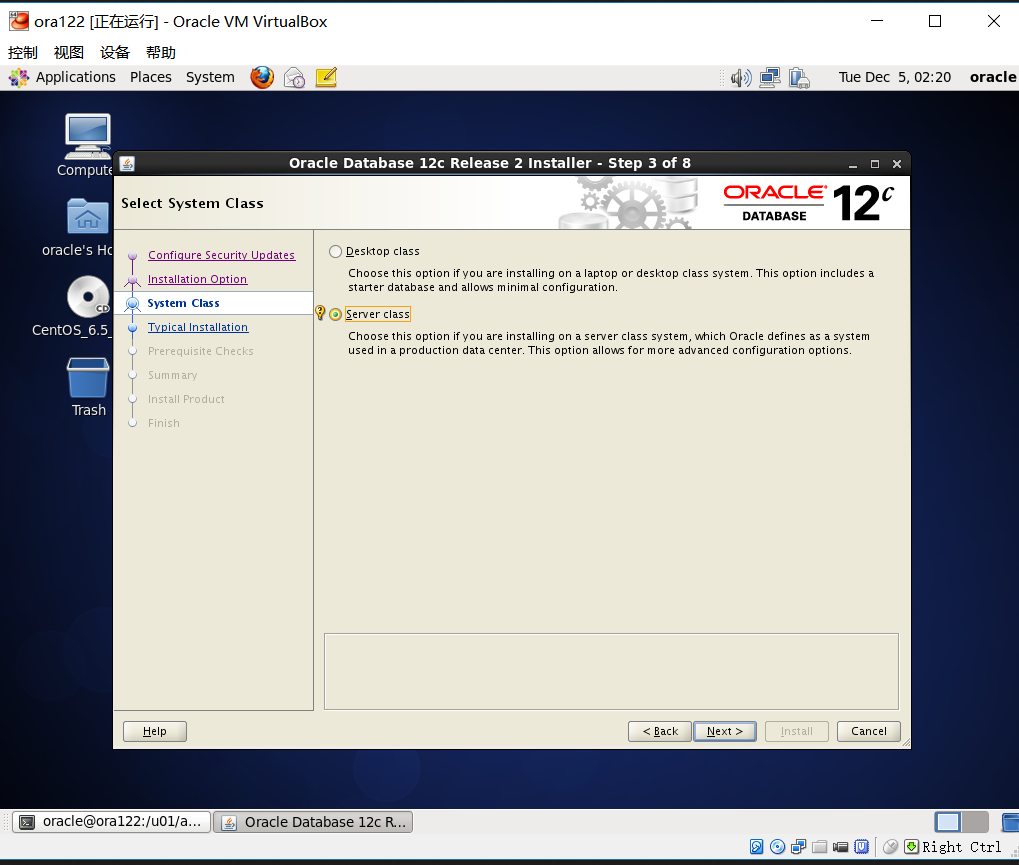 ora122 [正在运行] - Oracle VM VirtualBox
控制 视图 设备 帮助
Applications Places System Tue Dec 5, 02:20 oracle
Oracle Database 12c Release 2 Installer - Step 3 of 8
Select System Class
ORACLE
DATABASE
12c
Compute
oracle's Ho
CentOS_6.5_
CD
Trash
Configure Security Updates
Installation Option
System Class
Typical Installation
Prerequisite Checks
Summary
Install Product
Finish
Desktop class
Choose this option if you are installing on a laptop or desktop class system. This option includes a
starter database and allows minimal configuration.
Server class
Choose this option if you are installing on a server class system, which Oracle defines as a system
used in a production data center. This option allows for more advanced configuration options.
Help < Back Next > Install Cancel
oracle@ora122:/u01/a... Oracle Database 12c R...
Right Ctrl